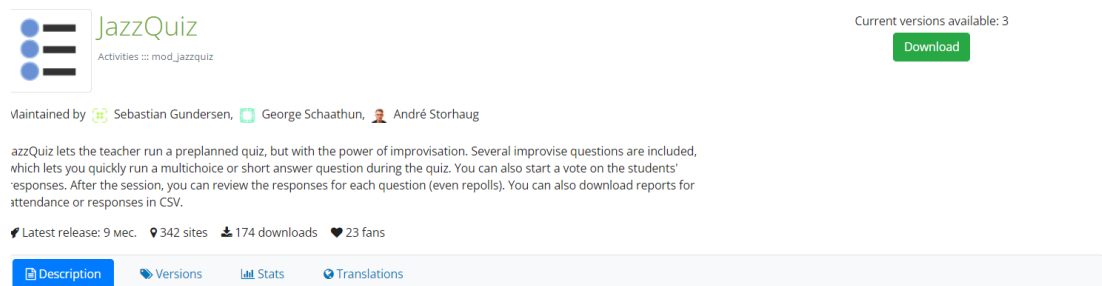 JazzQuiz
Current versions available: 3
Download
Activities ::: mod_jazzquiz
Maintained by Sebastian Gundersen, George Schaathun, André Storhaug
azzQuiz lets the teacher run a preplanned quiz, but with the power of improvisation. Several improvise questions are included,
which lets you quickly run a multichoice or short answer question during the quiz. You can also start a vote on the students'
responses. After the session, you can review the responses for each question (even repolls). You can also download reports for
attendance or responses in CSV.
Latest release: 9 мес. 342 sites 174 downloads 23 fans
Description Versions Stats Translations